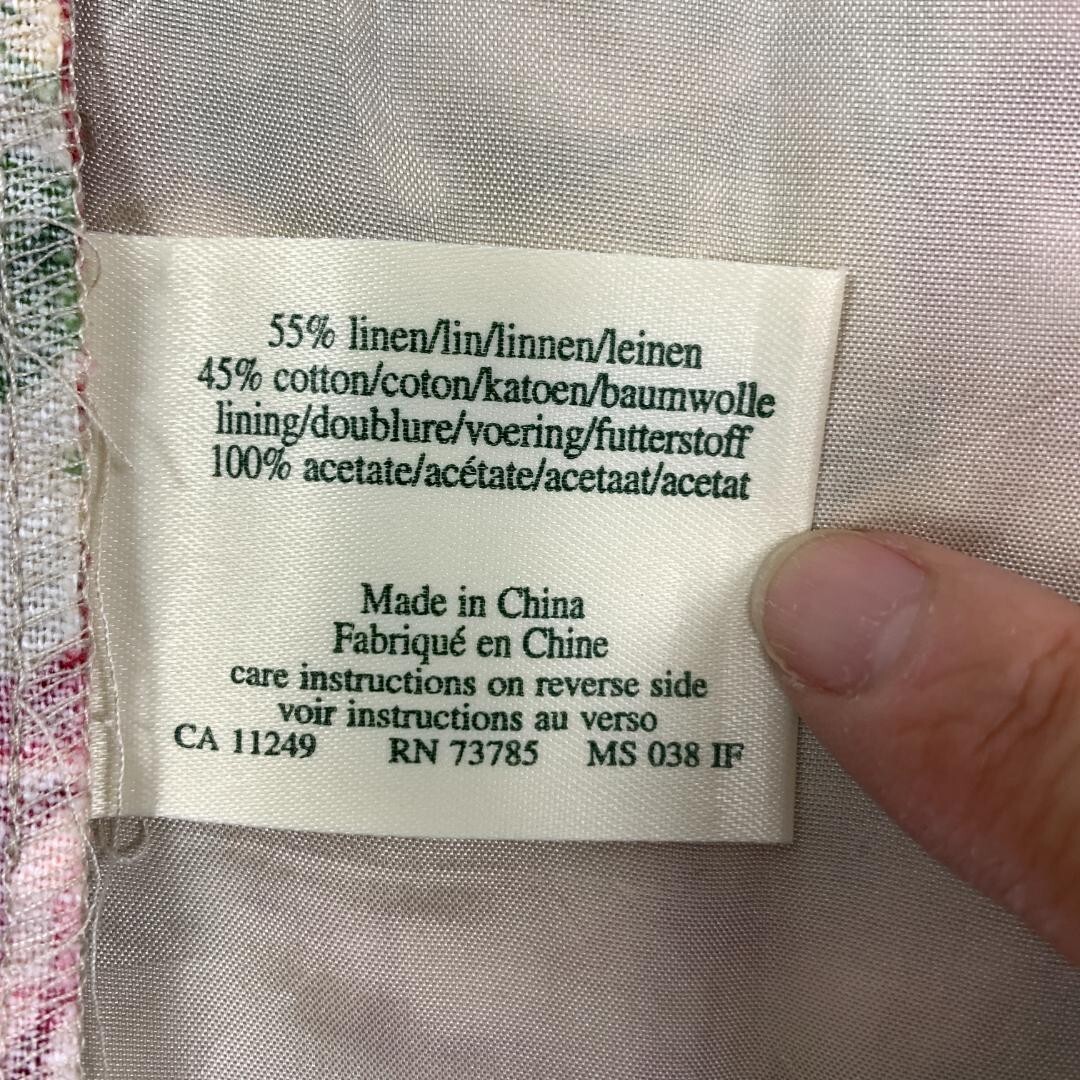 55% linen/lin/linnen/leinen
45% cotton/coton/katoen/baumwolle
lining/doublure/voering/futterstoff
100% acetate/acétate/acetaat/acetat
Made in China
Fabriqué en Chine
care instructions on reverse side
voir instructions au verso
CA 11249 RN 73785 MS 038 IF